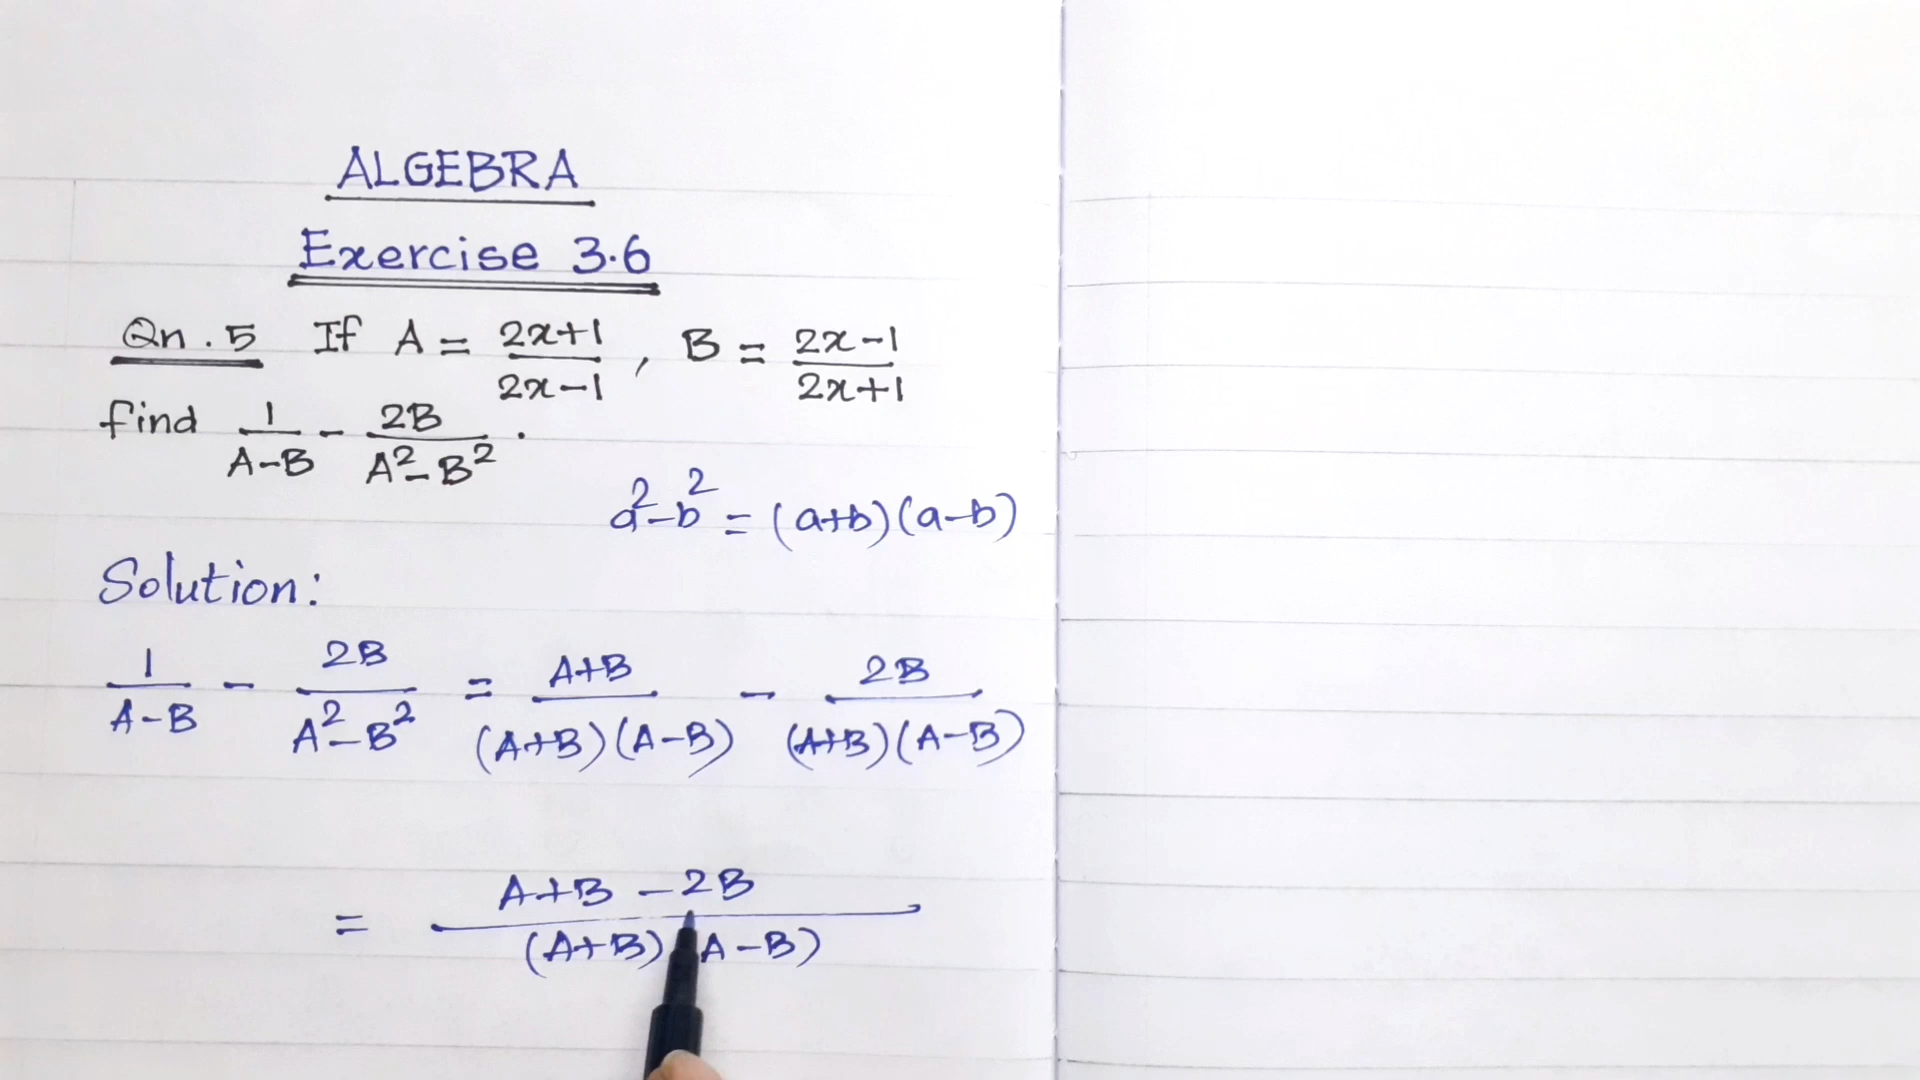 ALGEBRA
Exercise 3.6
Qn. 5 If A = (2x+1)/(2x-1), B = (2x-1)/(2x+1)
find 1/(A-B) - 2B/(A²-B²).
a²-b² = (a+b)(a-b)
Solution:
1/(A-B) - 2B/(A²-B²) = (A+B)/((A+B)(A-B)) - 2B/((A+B)(A-B))
= (A+B-2B)/((A+B)(A-B))